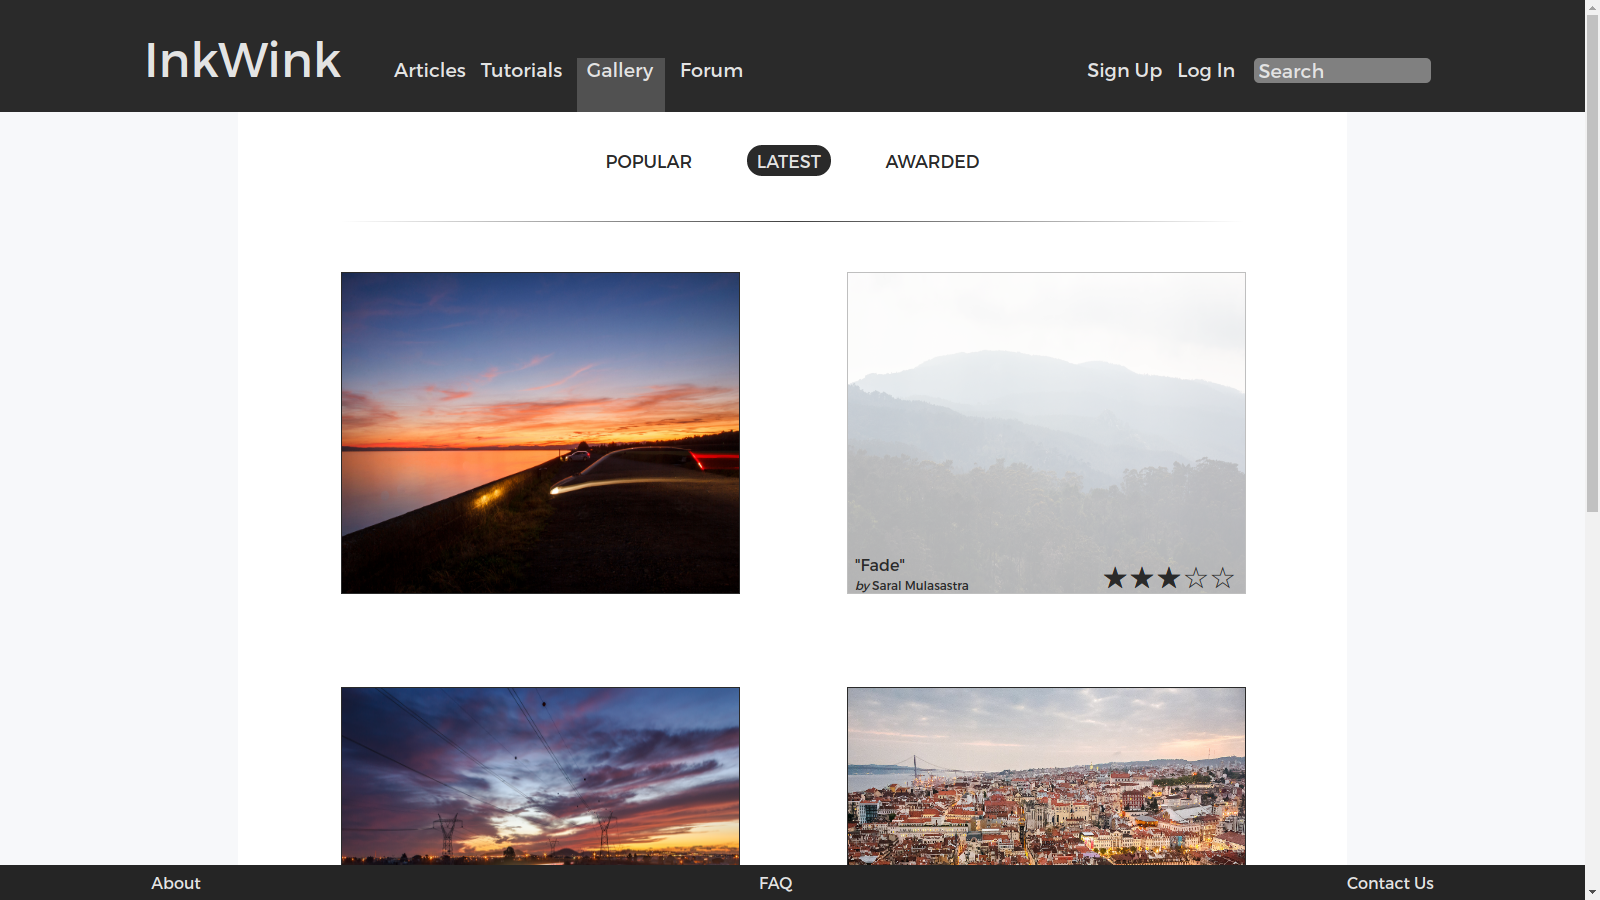 InkWink
Articles Tutorials Gallery Forum Sign Up Log In Search
POPULAR LATEST AWARDED
"Fade"
by Saral Mulasastra
★★★☆☆
About FAQ Contact Us